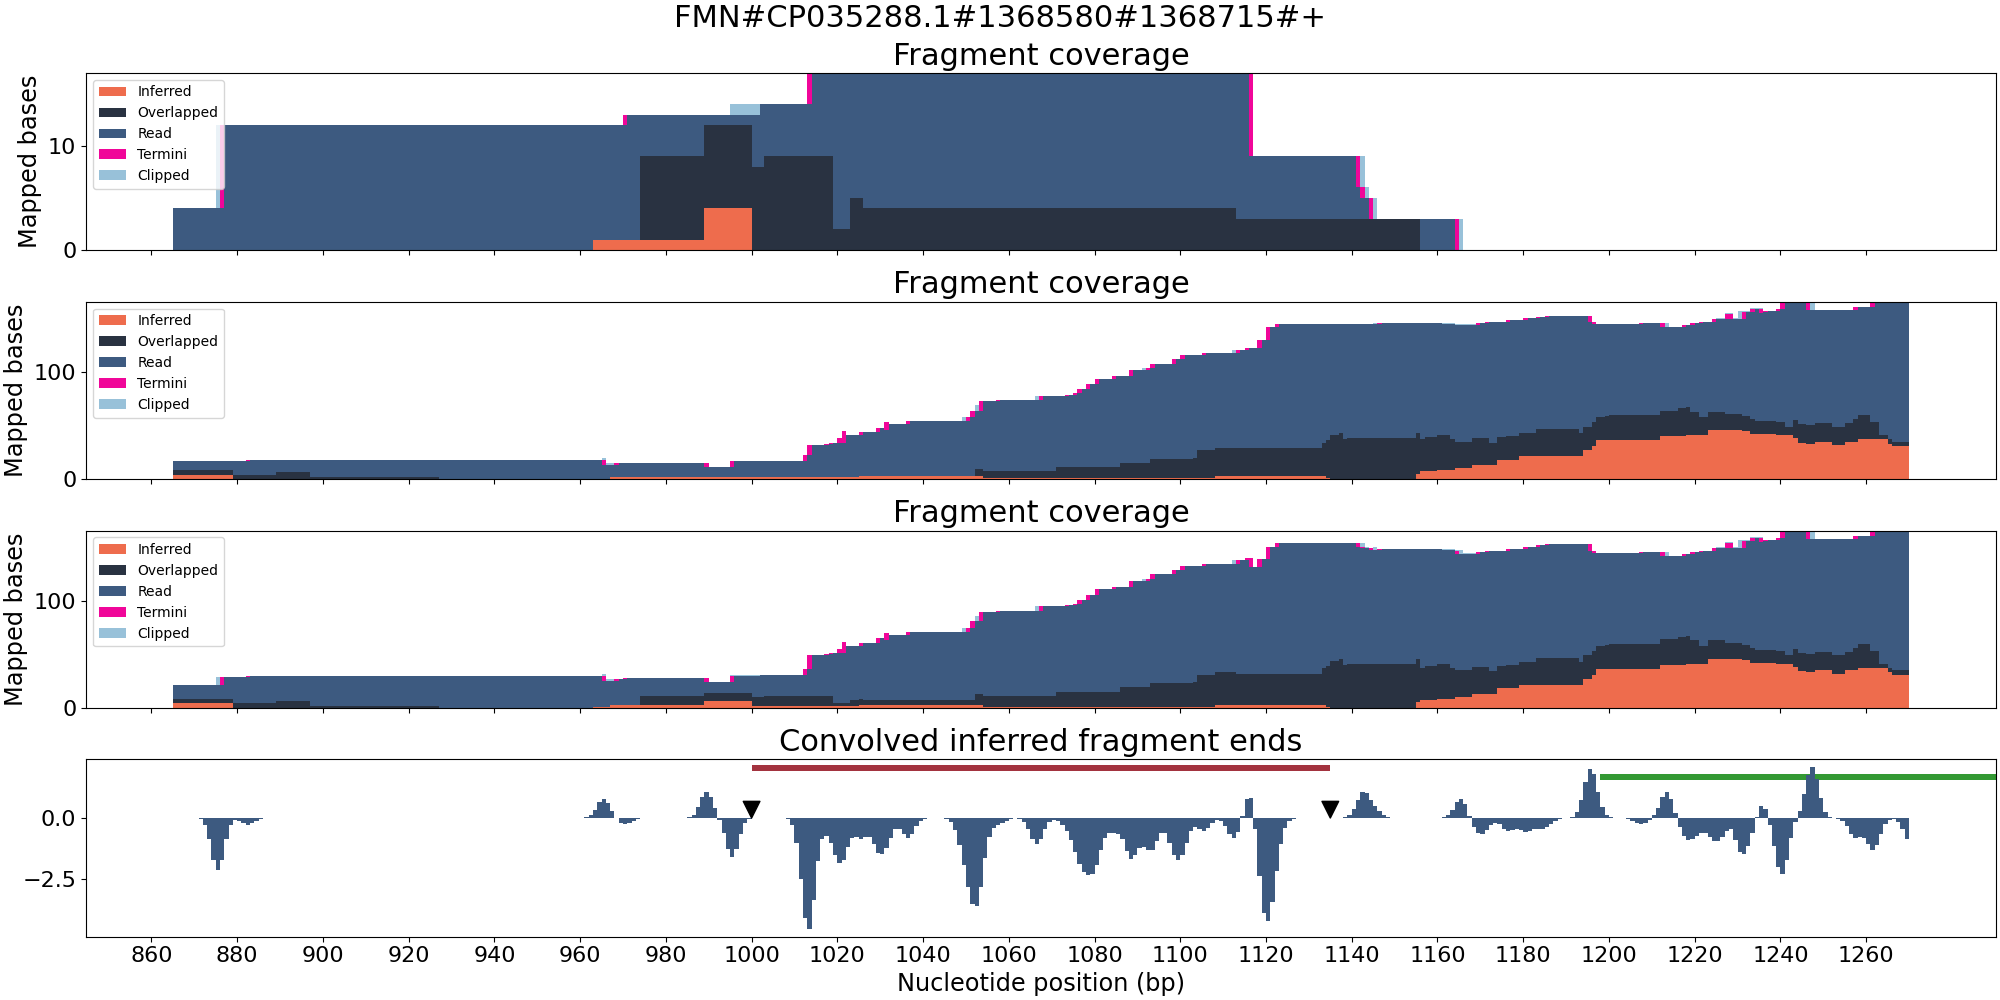 FMN#CP035288.1#1368580#1368715#+
Fragment coverage
Mapped bases
10
0
Inferred
Overlapped
Read
Termini
Clipped
Fragment coverage
Mapped bases
100
0
Inferred
Overlapped
Read
Termini
Clipped
Fragment coverage
Mapped bases
100
0
Inferred
Overlapped
Read
Termini
Clipped
Convolved inferred fragment ends
0.0
−2.5
860 880 900 920 940 960 980 1000 1020 1040 1060 1080 1100 1120 1140 1160 1180 1200 1220 1240 1260
Nucleotide position (bp)